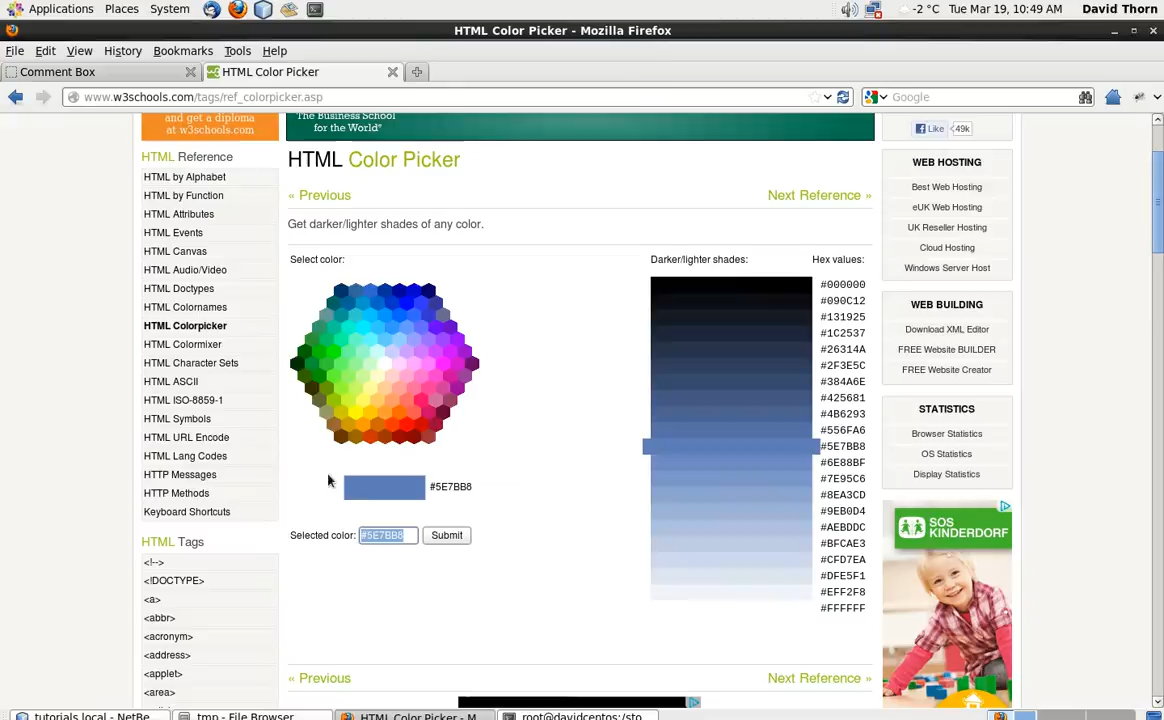 Applications Places System
-2 °C Tue Mar 19, 10:49 AM David Thorn
HTML Color Picker - Mozilla Firefox
File Edit View History Bookmarks Tools Help
Comment Box
HTML Color Picker
www.w3schools.com/tags/ref_colorpicker.asp
Google
and get a diploma
at w3schools.com
The Business School
for the World®
Like 49k
HTML Reference
HTML by Alphabet
HTML by Function
HTML Attributes
HTML Events
HTML Canvas
HTML Audio/Video
HTML Doctypes
HTML Colornames
HTML Colorpicker
HTML Colormixer
HTML Character Sets
HTML ASCII
HTML ISO-8859-1
HTML Symbols
HTML URL Encode
HTML Lang Codes
HTTP Messages
HTTP Methods
Keyboard Shortcuts
HTML Tags
<!-->
<!DOCTYPE>
<a>
<abbr>
<acronym>
<address>
<applet>
<area>
HTML Color Picker
« Previous
Next Reference »
Get darker/lighter shades of any color.
Select color:
#5E7BB8
Selected color: #5E7BB8 Submit
Darker/lighter shades:
Hex values:
#000000
#090C12
#131925
#1C2537
#26314A
#2F3E5C
#384A6E
#425681
#4B6293
#556FA6
#5E7BB8
#6E88BF
#7E95C6
#8EA3CD
#9EB0D4
#AEBDDC
#BFCAE3
#CFD7EA
#DFE5F1
#EFF2F8
#FFFFFF
« Previous
Next Reference »
WEB HOSTING
Best Web Hosting
eUK Web Hosting
UK Reseller Hosting
Cloud Hosting
Windows Server Host
WEB BUILDING
Download XML Editor
FREE Website BUILDER
FREE Website Creator
STATISTICS
Browser Statistics
OS Statistics
Display Statistics
SOS
KINDERDORF
tutorials.local - NetBe...
tmp - File Browser
HTML Color Picker - M...
root@davidcentos:/sto...